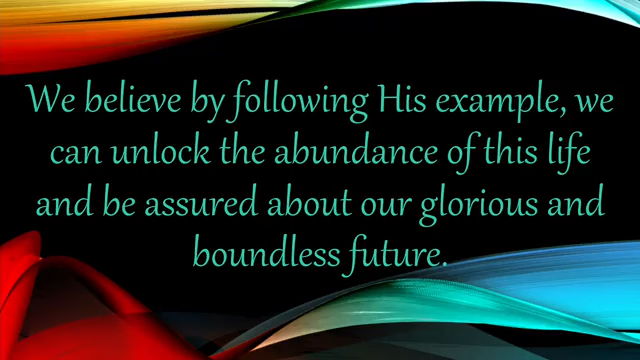 We believe by following His example, we
can unlock the abundance of this life
and be assured about our glorious and
boundless future.